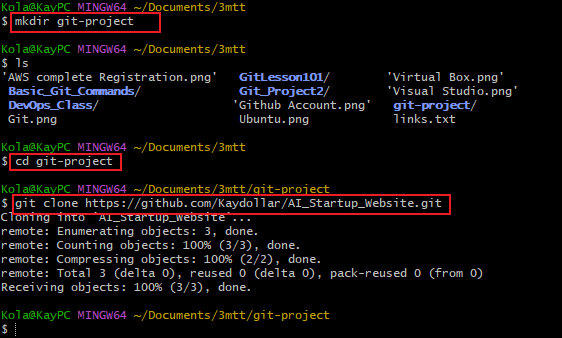 Kola@KayPC MINGW64 ~/Documents/3mtt
$ mkdir git-project
Kola@KayPC MINGW64 ~/Documents/3mtt
$ ls
'AWS complete Registration.png' GitLesson101/ 'Virtual Box.png'
Basic_Git_Commands/ Git_Project2/ 'Visual Studio.png'
DevOps_Class/ 'Github Account.png' git-project/
Git.png Ubuntu.png links.txt
Kola@KayPC MINGW64 ~/Documents/3mtt
$ cd git-project
Kola@KayPC MINGW64 ~/Documents/3mtt/git-project
$ git clone https://github.com/Kaydollar/AI_Startup_Website.git
Cloning into 'AI_Startup_Website'...
remote: Enumerating objects: 3, done.
remote: Counting objects: 100% (3/3), done.
remote: Compressing objects: 100% (2/2), done.
remote: Total 3 (delta 0), reused 0 (delta 0), pack-reused 0 (from 0)
Receiving objects: 100% (3/3), done.
Kola@KayPC MINGW64 ~/Documents/3mtt/git-project
$